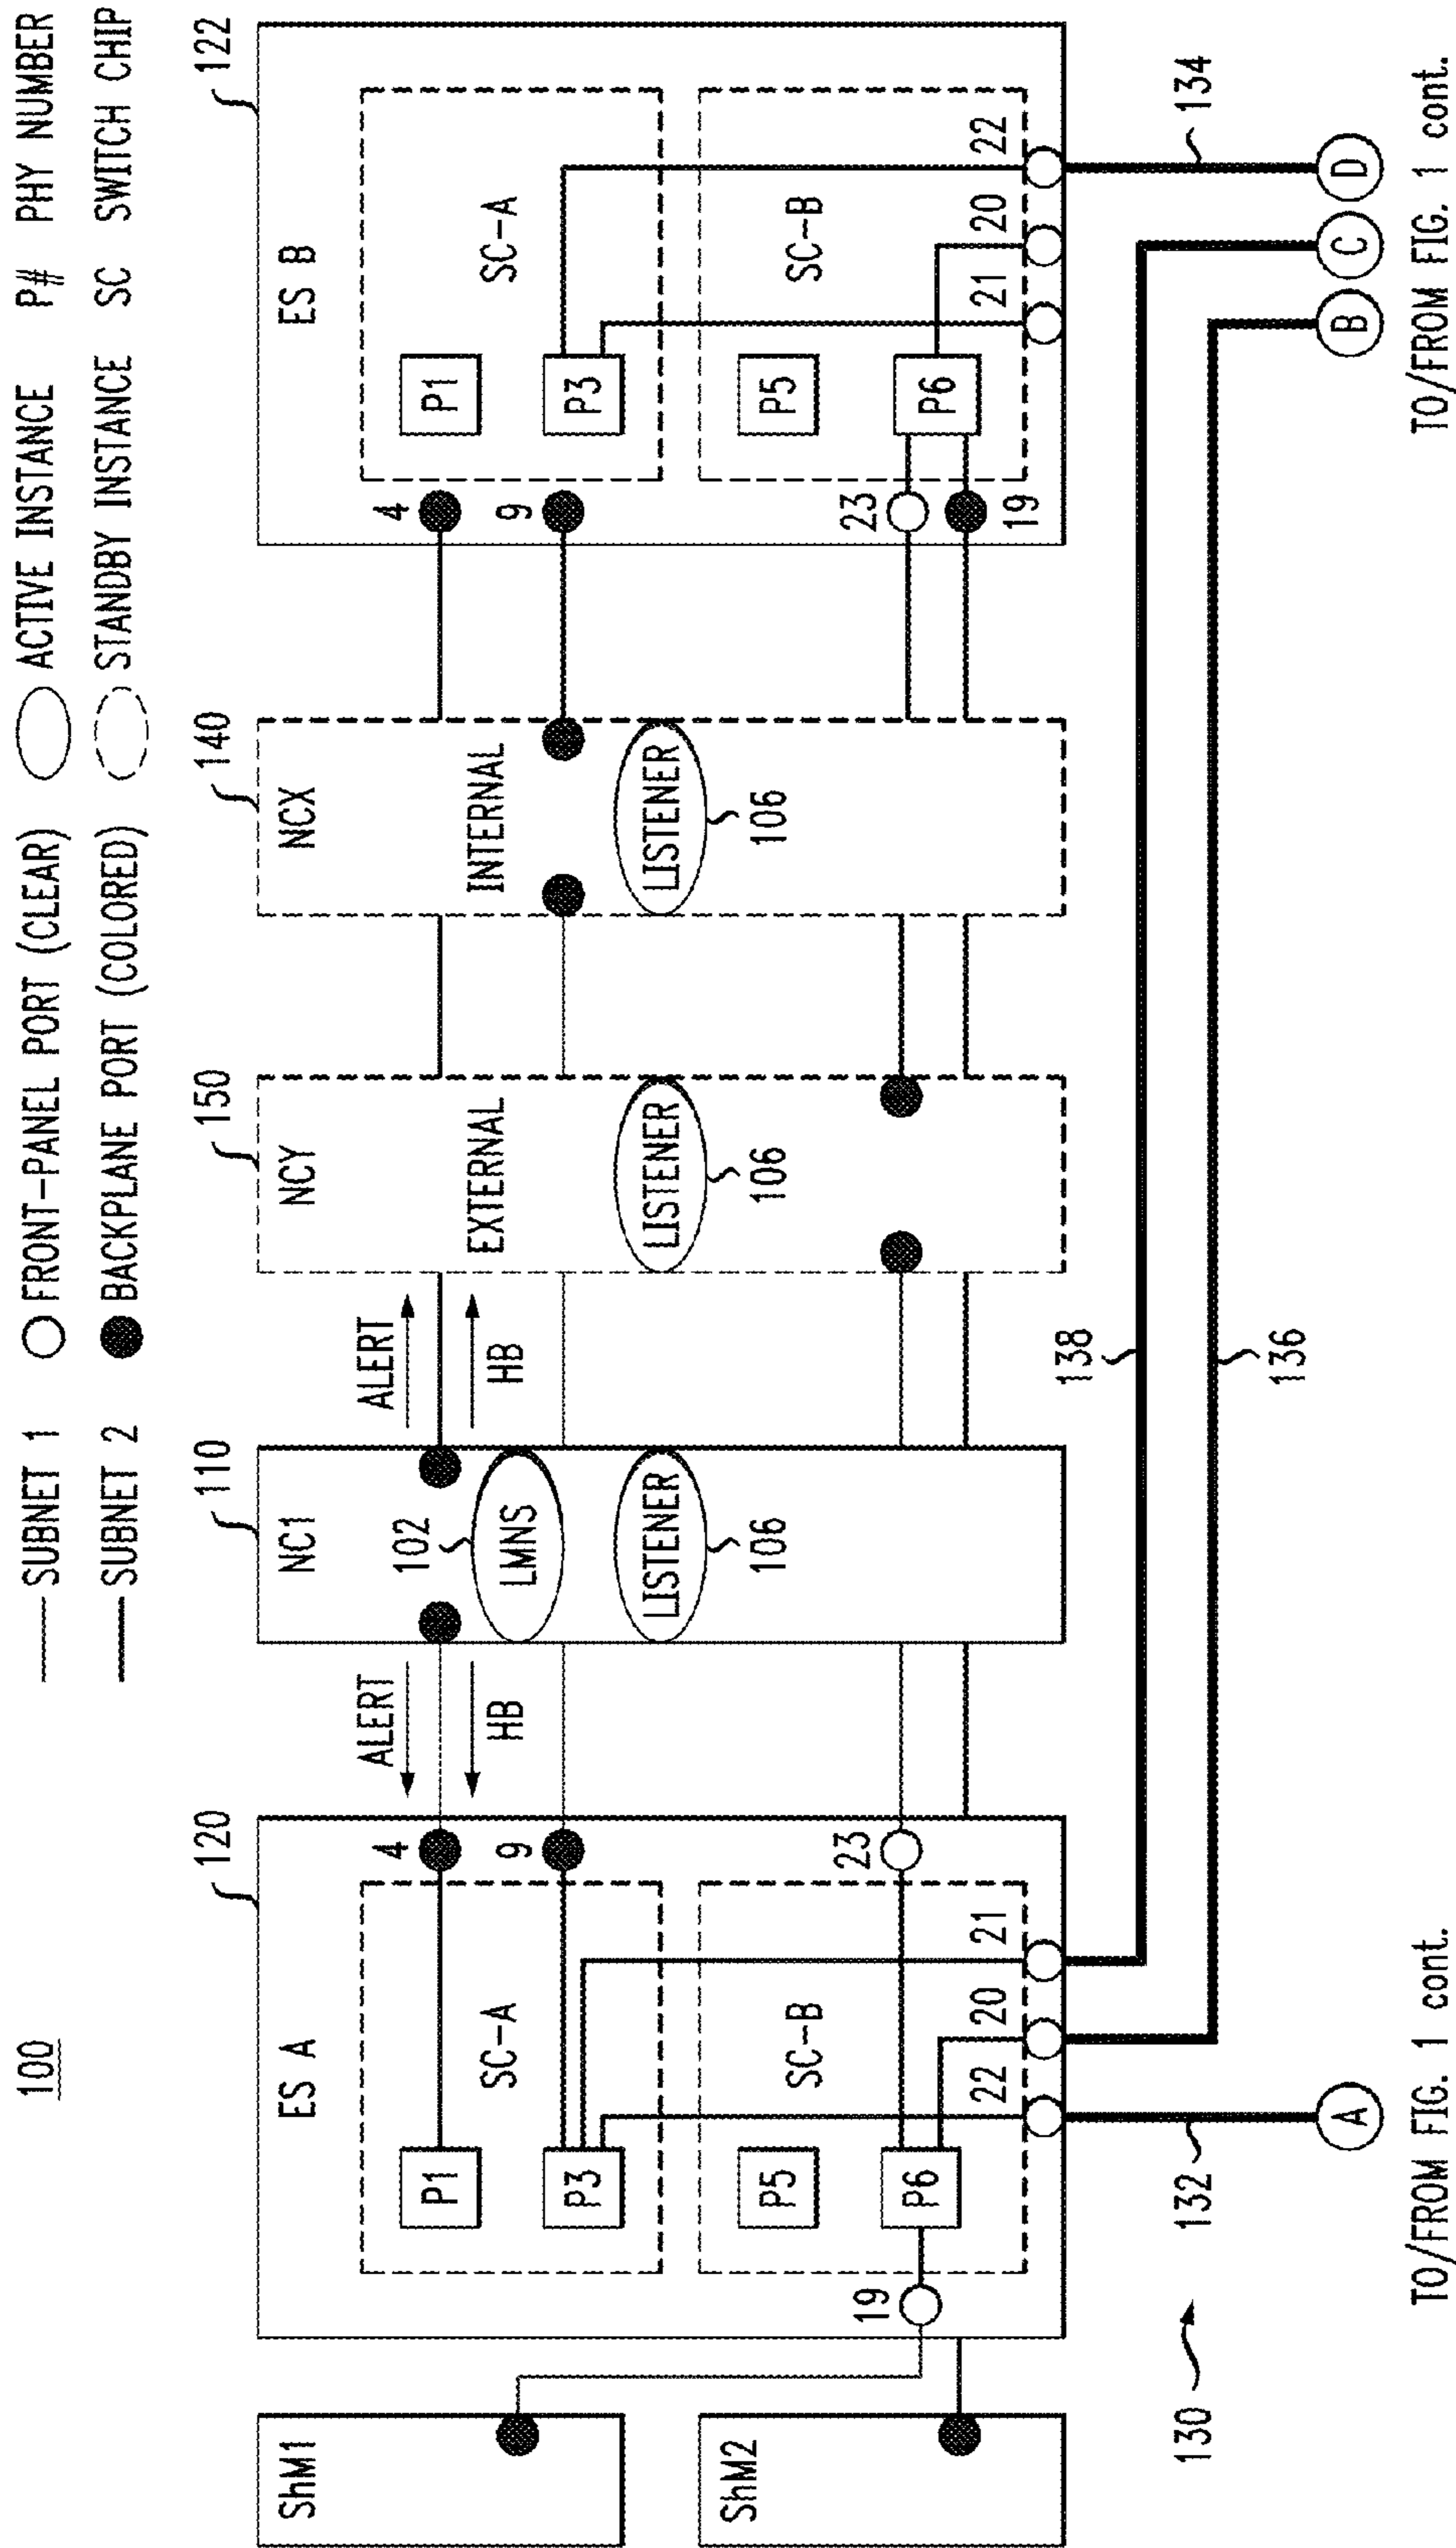 100
SUBNET 1
FRONT-PANEL PORT (CLEAR)
ACTIVE INSTANCE
P# PHY NUMBER
SUBNET 2
BACKPLANE PORT (COLORED)
STANDBY INSTANCE
SC SWITCH CHIP
120
110
150
140
122
ShM1
ShM2
ES A
P1
P3
SC-A
P5
P6
SC-B
4
9
23
19
22
20
21
ALERT
HB
NC1
102
LMNS
LISTENER
106
ALERT
HB
NCY
EXTERNAL
LISTENER
106
NCX
INTERNAL
LISTENER
106
ES B
4
9
23
19
P1
P3
SC-A
P5
P6
SC-B
21
20
22
130
132
138
136
134
A
B
C
D
TO/FROM FIG. 1 cont.
TO/FROM FIG. 1 cont.